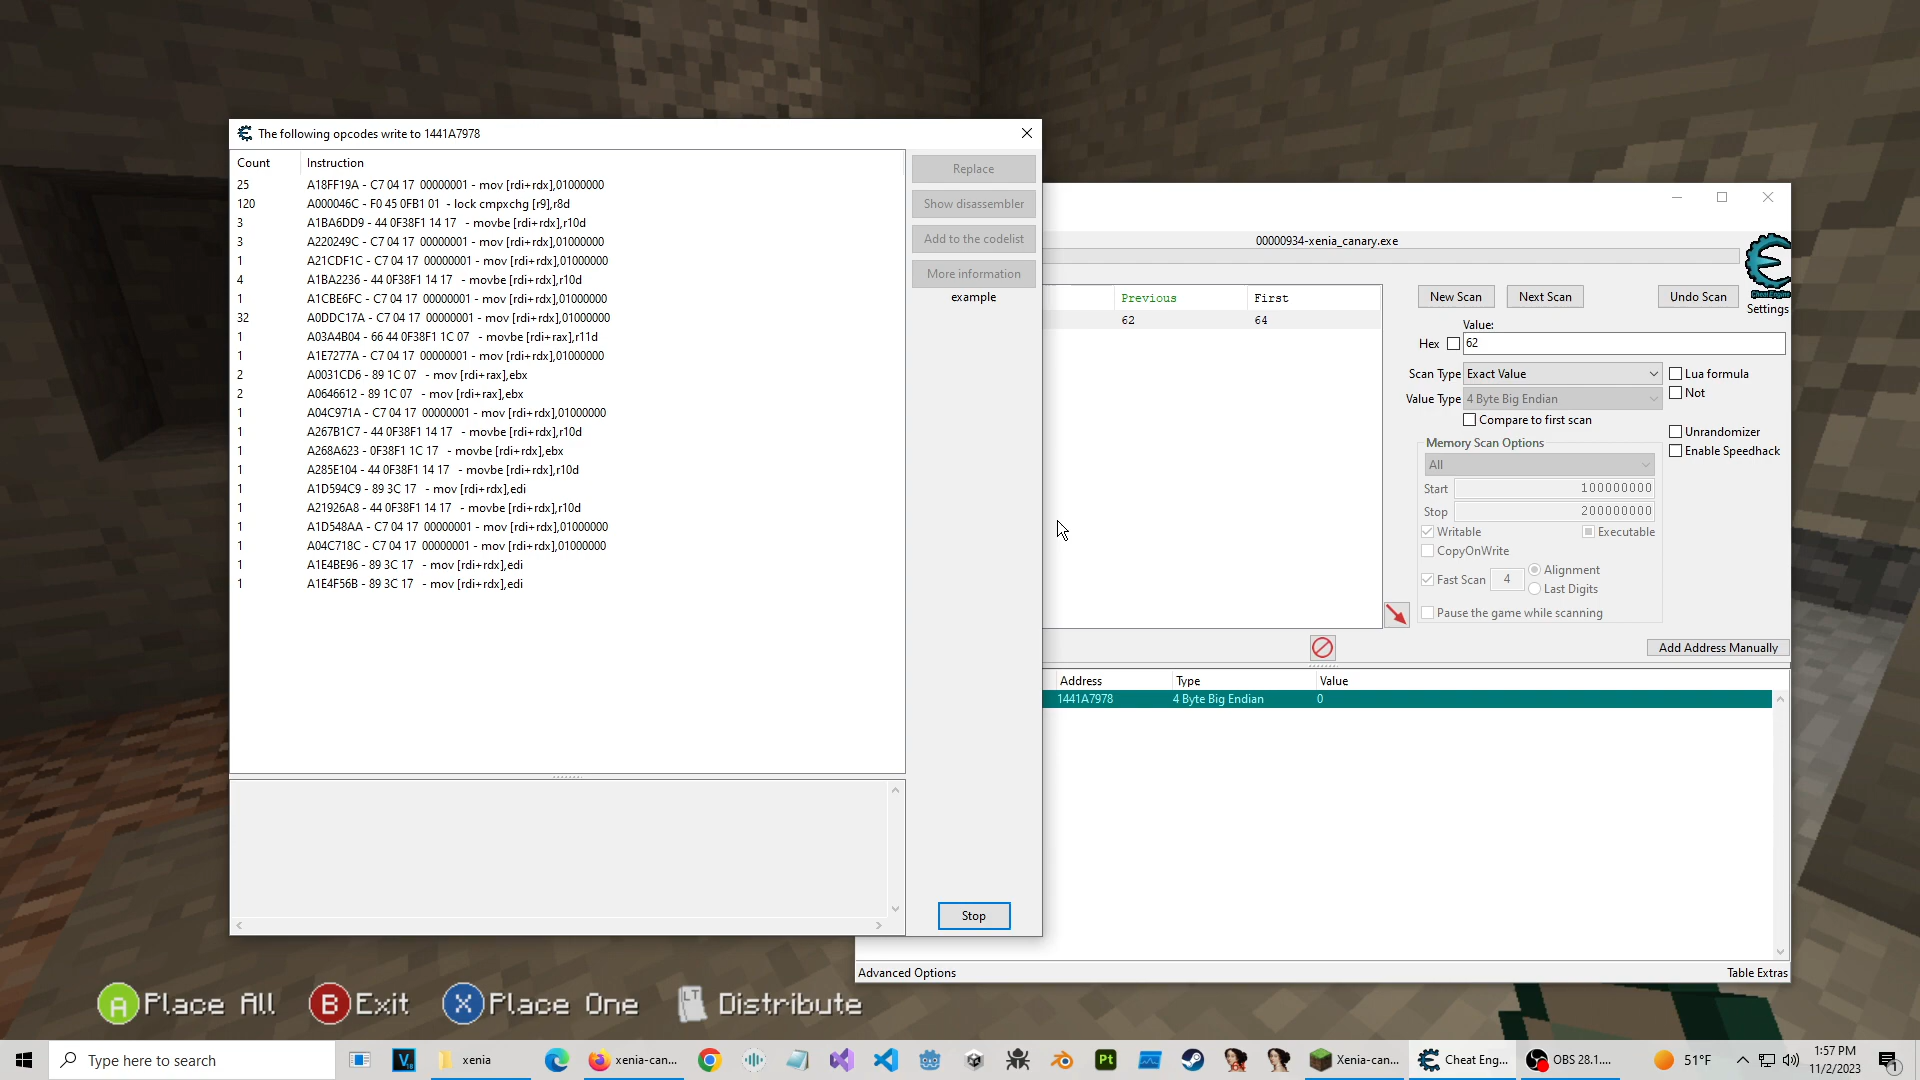 The following opcodes write to 1441A7978
Count Instruction
25 A18FF19A - C7 04 17 00000001 - mov [rdi+rdx],01000000
120 A000046C - F0 45 0FB1 01 - lock cmpxchg [r9],r8d
3 A1BA6DD9 - 44 0F38F1 14 17 - movbe [rdi+rdx],r10d
3 A220249C - C7 04 17 00000001 - mov [rdi+rdx],01000000
1 A21CDF1C - C7 04 17 00000001 - mov [rdi+rdx],01000000
4 A1BA2236 - 44 0F38F1 14 17 - movbe [rdi+rdx],r10d
1 A1CBE6FC - C7 04 17 00000001 - mov [rdi+rdx],01000000
32 A0DDC17A - C7 04 17 00000001 - mov [rdi+rdx],01000000
1 A03A4B04 - 66 44 0F38F1 1C 07 - movbe [rdi+rax],r11d
1 A1E7277A - C7 04 17 00000001 - mov [rdi+rdx],01000000
2 A0031CD6 - 89 1C 07 - mov [rdi+rax],ebx
2 A0646612 - 89 1C 07 - mov [rdi+rax],ebx
1 A04C971A - C7 04 17 00000001 - mov [rdi+rdx],01000000
1 A267B1C7 - 44 0F38F1 14 17 - movbe [rdi+rdx],r10d
1 A268A623 - 0F38F1 1C 17 - movbe [rdi+rdx],ebx
1 A285E104 - 44 0F38F1 14 17 - movbe [rdi+rdx],r10d
1 A1D594C9 - 89 3C 17 - mov [rdi+rdx],edi
1 A21926A8 - 44 0F38F1 14 17 - movbe [rdi+rdx],r10d
1 A1D548AA - C7 04 17 00000001 - mov [rdi+rdx],01000000
1 A04C718C - C7 04 17 00000001 - mov [rdi+rdx],01000000
1 A1E4BE96 - 89 3C 17 - mov [rdi+rdx],edi
1 A1E4F56B - 89 3C 17 - mov [rdi+rdx],edi
Replace
Show disassembler
Add to the codelist
More information
example
Stop
00000934-xenia_canary.exe
Cheat Engine
Settings
Previous First
62 64
New Scan Next Scan Undo Scan
Value:
Hex 62
Scan Type Exact Value
Lua formula
Not
Value Type 4 Byte Big Endian
Compare to first scan
Unrandomizer
Enable Speedhack
Memory Scan Options
All
Start 100000000
Stop 200000000
Writable Executable
CopyOnWrite
Fast Scan 4 Alignment
Last Digits
Pause the game while scanning
Add Address Manually
Address Type Value
1441A7978 4 Byte Big Endian 0
Advanced Options Table Extras
A Place All B Exit X Place One LT Distribute
Type here to search
xenia
xenia-can...
Pt
Xenia-can...
Cheat Eng...
OBS 28.1....
51°F
1:57 PM
11/2/2023
1